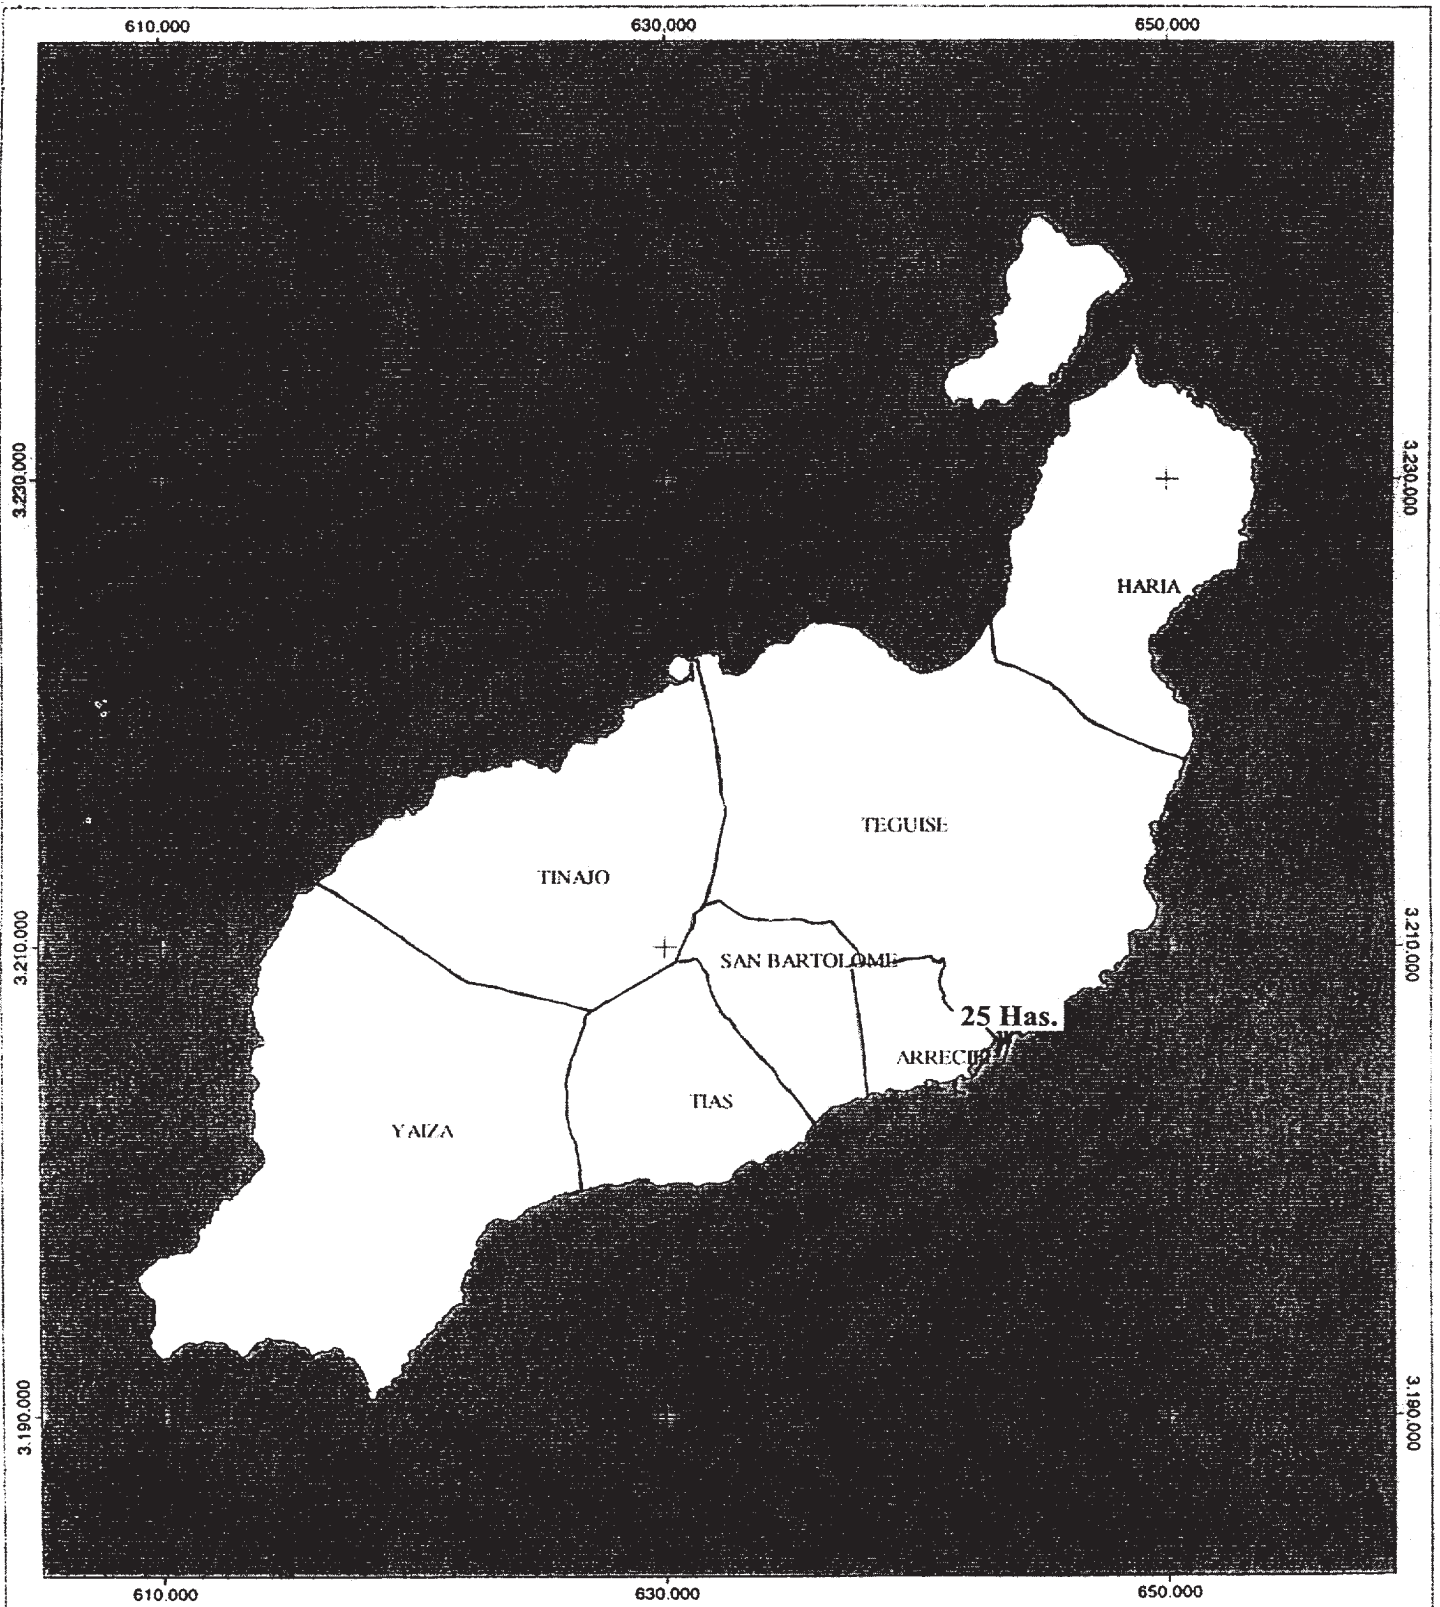 610.000 630.000 650.000
3.230.000 3.230.000
HARIA
TEGUISE
TINAJO
3.210.000 3.210.000
SAN BARTOLOME
25 Has.
ARRECIFE
TIAS
YAIZA
3.190.000 3.190.000
610.000 630.000 650.000